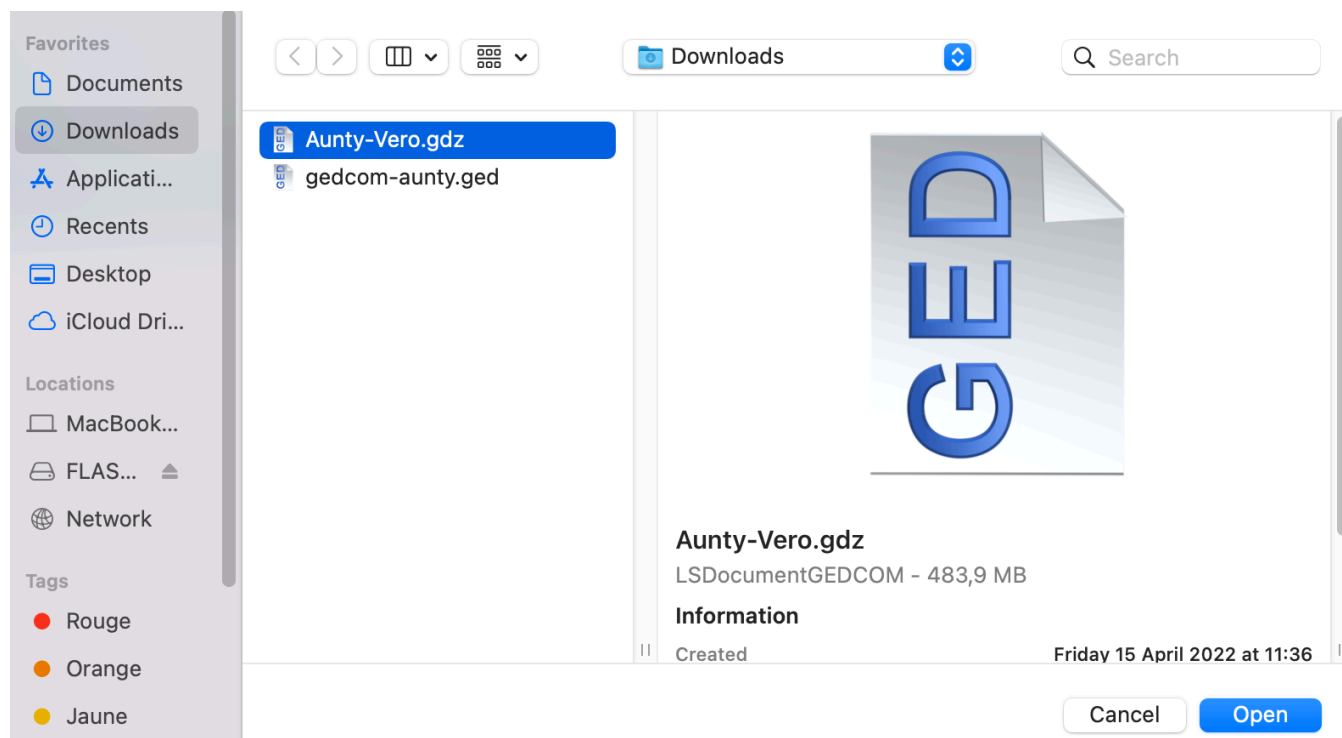 Favorites
Documents
Downloads
Applicati...
Recents
Desktop
iCloud Dri...
Locations
MacBook...
FLAS...
Network
Tags
Rouge
Orange
Jaune
Downloads
Search
GED Aunty-Vero.gdz
GED gedcom-aunty.ged
GED
Aunty-Vero.gdz
LSDocumentGEDCOM - 483,9 MB
Information
Created Friday 15 April 2022 at 11:36
Cancel Open